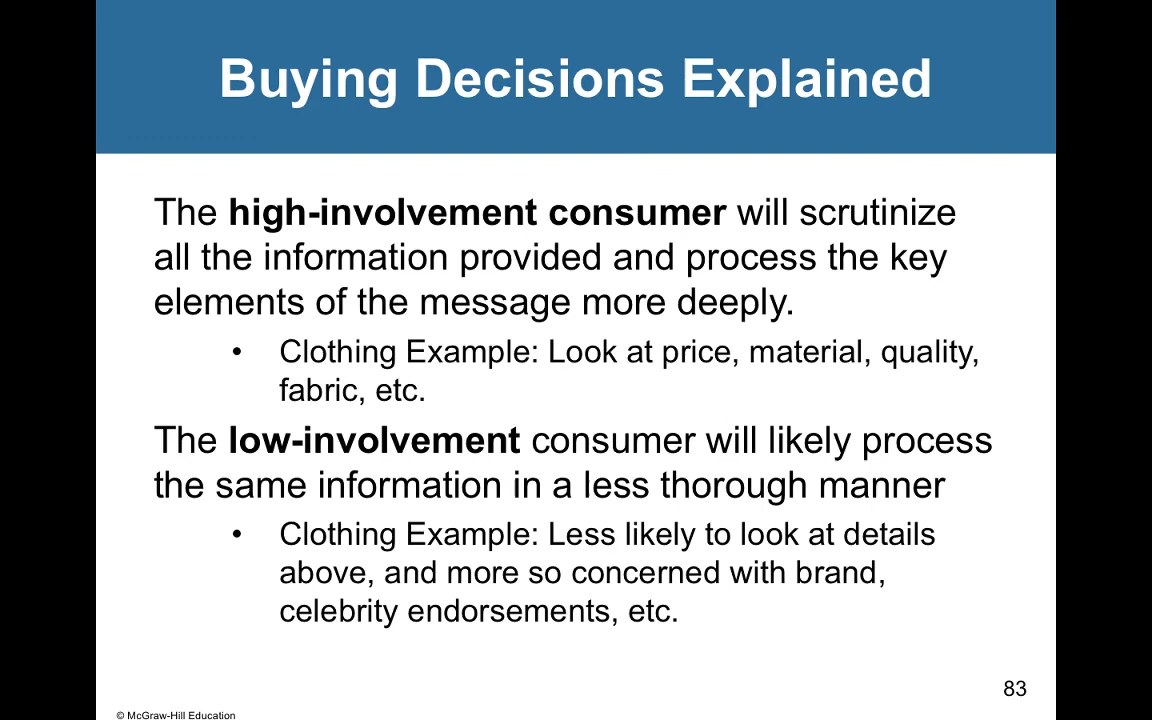 Buying Decisions Explained
The high-involvement consumer will scrutinize
all the information provided and process the key
elements of the message more deeply.
• Clothing Example: Look at price, material, quality,
fabric, etc.
The low-involvement consumer will likely process
the same information in a less thorough manner
• Clothing Example: Less likely to look at details
above, and more so concerned with brand,
celebrity endorsements, etc.
83
© McGraw-Hill Education